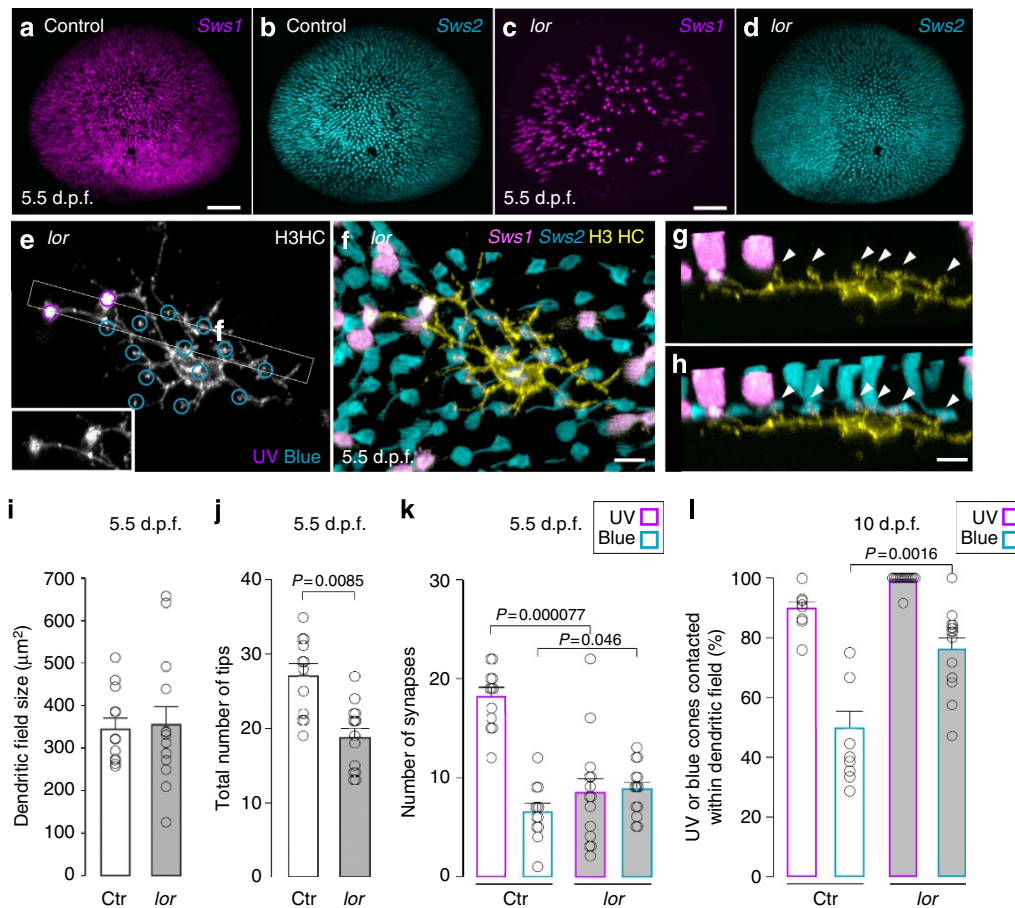 a Control Sws1
b Control Sws2
c lor Sws1
d lor Sws2
5.5 d.p.f.
5.5 d.p.f.
e lor H3HC
f
UV Blue
f lor Sws1 Sws2 H3 HC
5.5 d.p.f.
g
h
i
5.5 d.p.f.
Dendritic field size (μm²)
700
600
500
400
300
200
100
0
Ctr lor
j
5.5 d.p.f.
Total number of tips
40
30
20
10
0
P=0.0085
Ctr lor
k
5.5 d.p.f.
UV
Blue
Number of synapses
30
20
10
0
P=0.000077
P=0.046
Ctr lor
l
10 d.p.f.
UV
Blue
UV or blue cones contacted
within dendritic field (%)
100
80
60
40
20
0
P=0.0016
Ctr lor